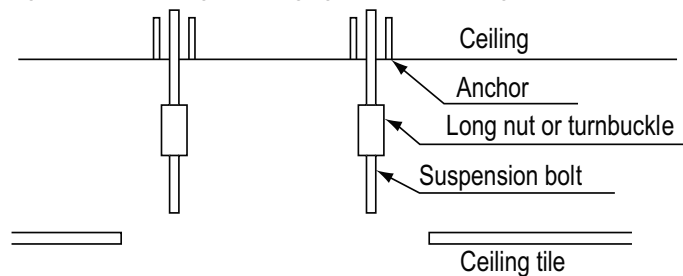 Ceiling
Anchor
Long nut or turnbuckle
Suspension bolt
Ceiling tile